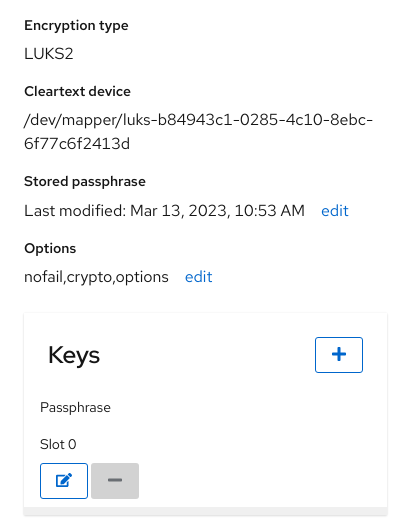 Encryption type
LUKS2
Cleartext device
/dev/mapper/luks-b84943c1-0285-4c10-8ebc-
6f77c6f2413d
Stored passphrase
Last modified: Mar 13, 2023, 10:53 AM edit
Options
nofail,crypto,options edit
Keys
Passphrase
Slot 0